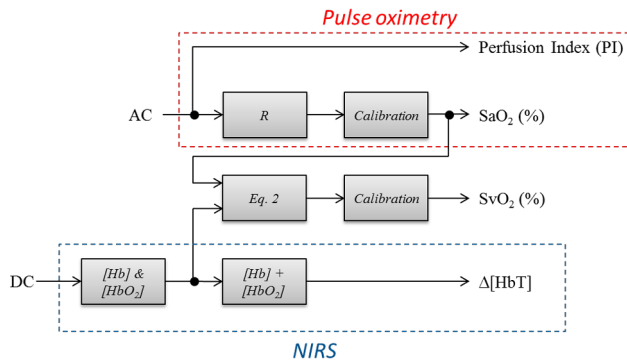 Pulse oximetry
Perfusion Index (PI)
AC
R
Calibration
SaO₂ (%)
Eq. 2
Calibration
SvO₂ (%)
DC
[Hb] &
[HbO₂]
[Hb] +
[HbO₂]
Δ[HbT]
NIRS